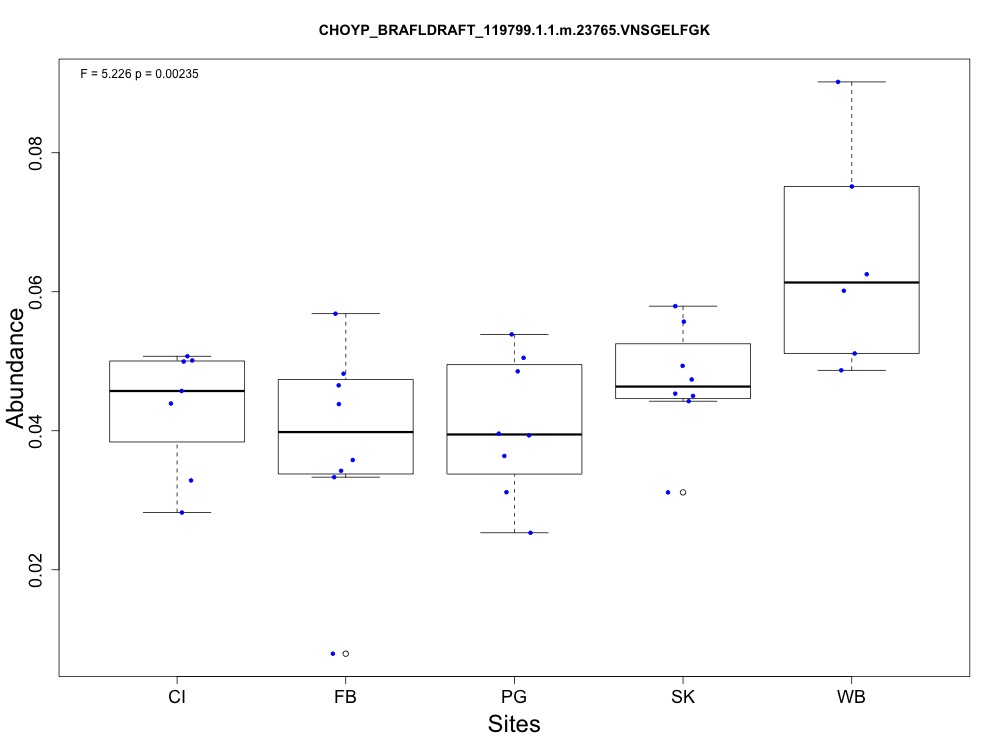 CHOYP_BRAFLDRAFT_119799.1.1.m.23765.VNSGELFGK
F = 5.226 p = 0.00235
Abundance
0.08
0.06
0.04
0.02
CI FB PG SK WB
Sites